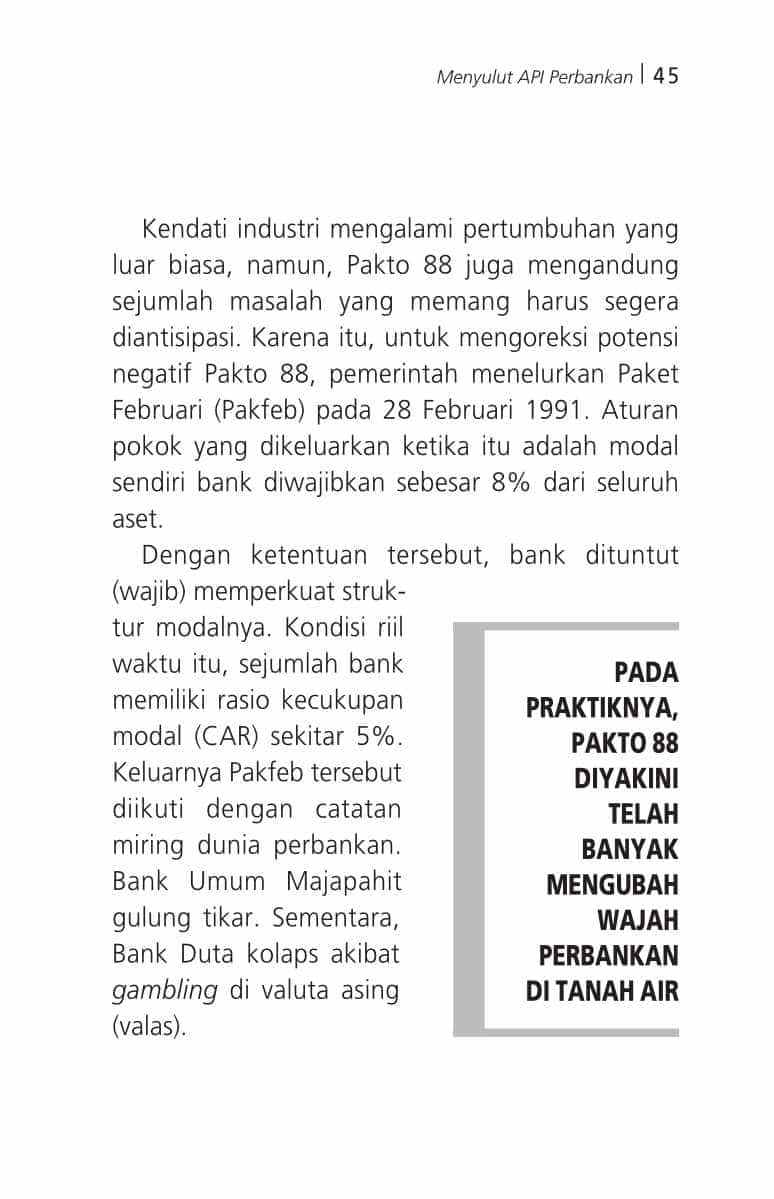 Menyulut API Perbankan | 45
Kendati industri mengalami pertumbuhan yang
luar biasa, namun, Pakto 88 juga mengandung
sejumlah masalah yang memang harus segera
diantisipasi. Karena itu, untuk mengoreksi potensi
negatif Pakto 88, pemerintah menelurkan Paket
Februari (Pakfeb) pada 28 Februari 1991. Aturan
pokok yang dikeluarkan ketika itu adalah modal
sendiri bank diwajibkan sebesar 8% dari seluruh
aset.
Dengan ketentuan tersebut, bank dituntut
(wajib) memperkuat struk-
tur modalnya. Kondisi riil
waktu itu, sejumlah bank
memiliki rasio kecukupan
modal (CAR) sekitar 5%.
Keluarnya Pakfeb tersebut
diikuti dengan catatan
miring dunia perbankan.
Bank Umum Majapahit
gulung tikar. Sementara,
Bank Duta kolaps akibat
gambling di valuta asing
(valas).
PADA
PRAKTIKNYA,
PAKTO 88
DIYAKINI
TELAH
BANYAK
MENGUBAH
WAJAH
PERBANKAN
DI TANAH AIR